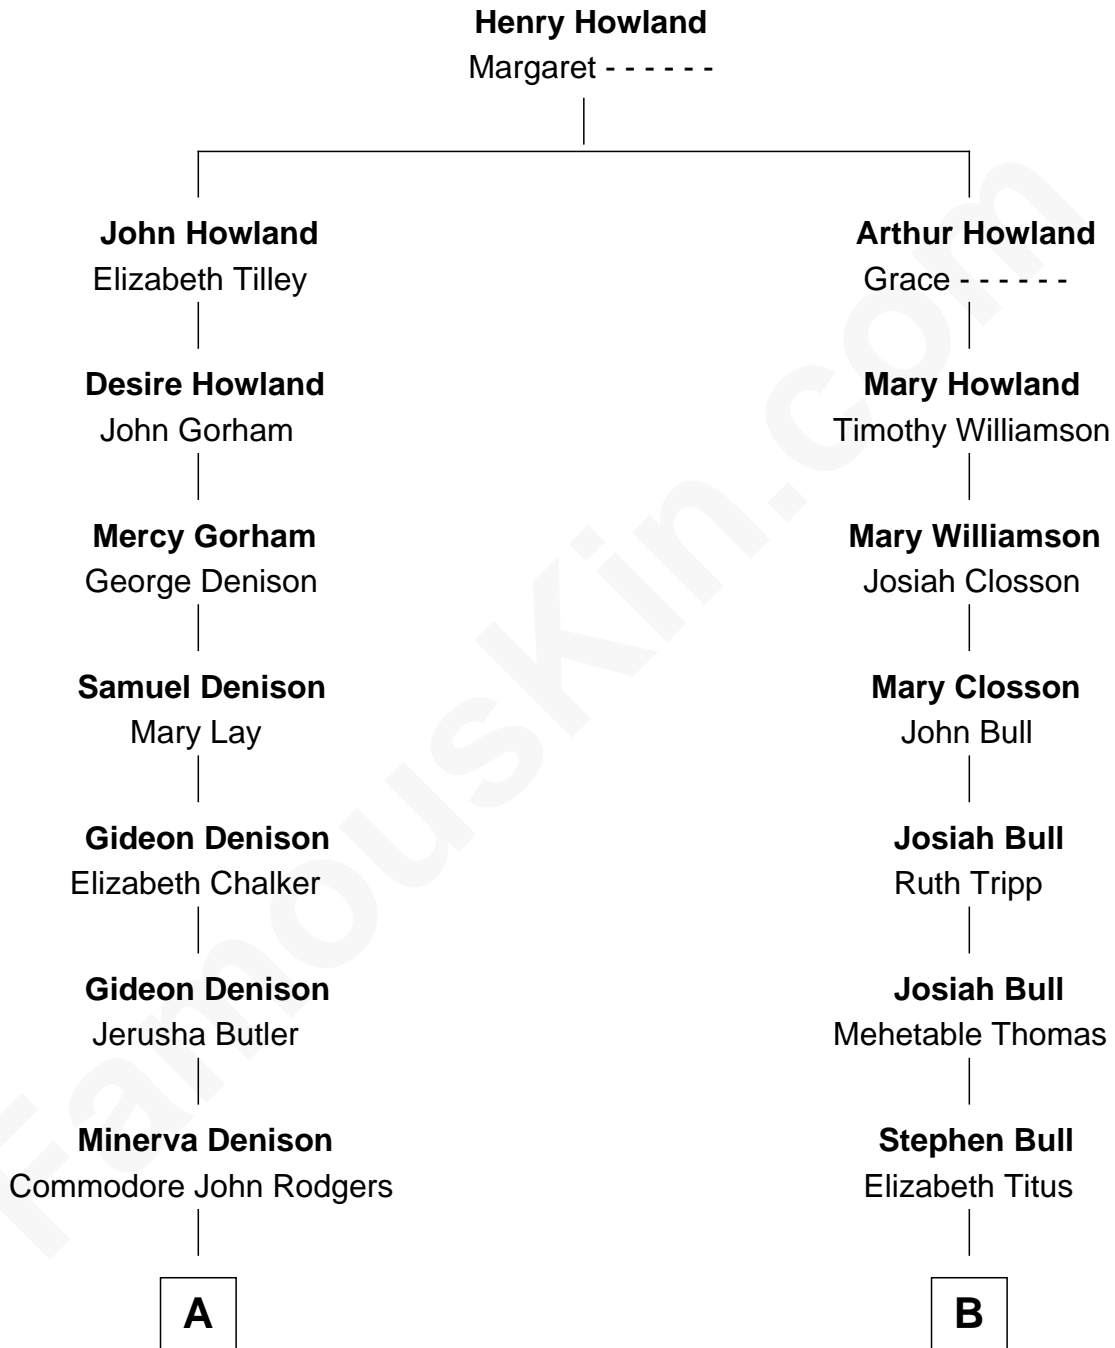 Henry Howland
Margaret - - - - - -
John Howland
Elizabeth Tilley
Arthur Howland
Grace - - - - - -
Desire Howland
John Gorham
Mary Howland
Timothy Williamson
Mercy Gorham
George Denison
Mary Williamson
Josiah Closson
Samuel Denison
Mary Lay
Mary Closson
John Bull
Gideon Denison
Elizabeth Chalker
Josiah Bull
Ruth Tripp
Gideon Denison
Jerusha Butler
Josiah Bull
Mehetable Thomas
Minerva Denison
Commodore John Rodgers
Stephen Bull
Elizabeth Titus
A
B
FamousKin.com